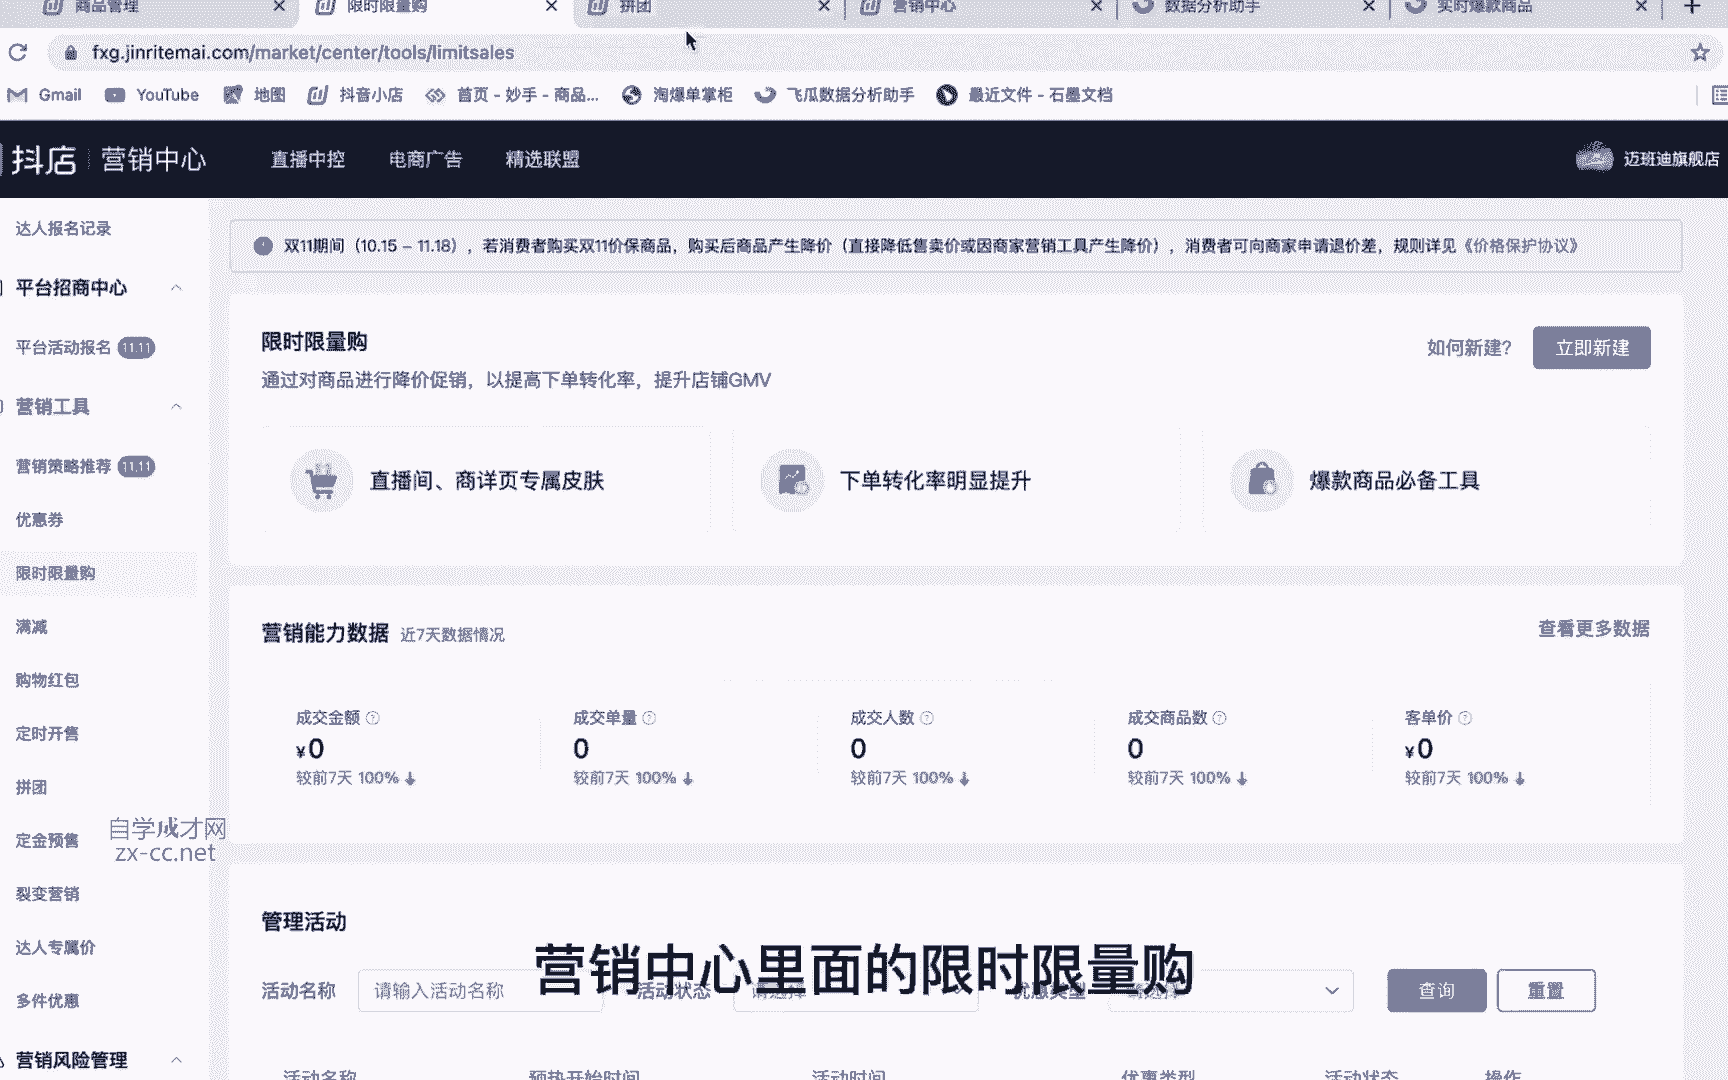 商品管理 限时限量购 拼团 营销中心 数据分析助手 实时爆款商品
fxg.jinritemai.com/market/center/tools/limitsales
Gmail YouTube 地图 抖音小店 首页 - 妙手 - 商品... 淘爆单掌柜 飞瓜数据分析助手 最近文件 - 石墨文档
抖店 营销中心 直播中控 电商广告 精选联盟 迈班迪旗舰店
达人报名记录
平台招商中心
平台活动报名 11.11
营销工具
营销策略推荐 11.11
优惠券
限时限量购
满减
购物红包
定时开售
拼团
定金预售
裂变营销
达人专属价
多件优惠
营销风险管理
双11期间（10.15 – 11.18），若消费者购买双11价保商品，购买后商品产生降价（直接降低售卖价或因商家营销工具产生降价），消费者可向商家申请退价差，规则详见《价格保护协议》
限时限量购
如何新建? 立即新建
通过对商品进行降价促销，以提高下单转化率，提升店铺GMV
直播间、商详页专属皮肤 下单转化率明显提升 爆款商品必备工具
营销能力数据 近7天数据情况 查看更多数据
成交金额 成交单量 成交人数 成交商品数 客单价
¥0 0 0 0 ¥0
较前7天 100% 较前7天 100% 较前7天 100% 较前7天 100% 较前7天 100%
自学成才网
zx-cc.net
管理活动
活动名称 请输入活动名称 活动状态 请选择 优惠类型 请选择 查询 重置
营销中心里面的限时限量购
活动名称 预热开始时间 活动时间 优惠类型 活动状态 操作